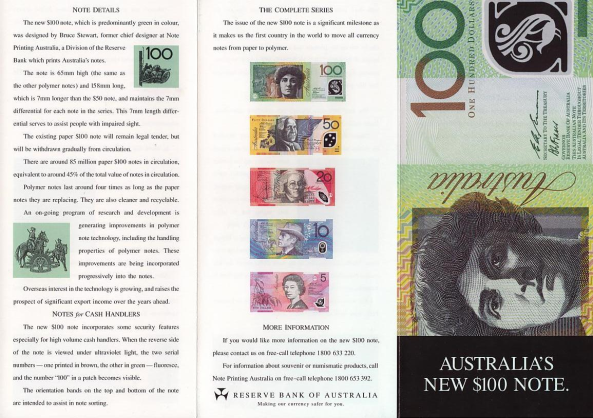 NOTE DETAILS
The new $100 note, which is predominantly green in colour,
was designed by Bruce Stewart, former chief designer at Note
Printing Australia, a Division of the Reserve
Bank which prints Australia's notes.
The note is 65mm high (the same as
the other polymer notes) and 158mm long,
which is 7mm longer than the $50 note, and maintains the 7mm
differential for each note in the series. This 7mm length differ-
ential serves to assist people with impaired sight.
The existing paper $100 note will remain legal tender, but
will be withdrawn gradually from circulation.
There are around 85 million paper $100 notes in circulation,
equivalent to around 45% of the total value of notes in circulation.
Polymer notes last around four times as long as the paper
notes they are replacing. They are also cleaner and recyclable.
An on-going program of research and development is
generating improvements in polymer
note technology, including the handling
properties of polymer notes. These
improvements are being incorporated
progressively into the notes.
Overseas interest in the technology is growing, and raises the
prospect of significant export income over the years ahead.
NOTES for CASH HANDLERS
The new $100 note incorporates some security features
especially for high volume cash handlers. When the reverse side
of the note is viewed under ultraviolet light, the two serial
numbers — one printed in brown, the other in green — fluoresce,
and the number "100" in a patch becomes visible.
The orientation bands on the top and bottom of the note
are intended to assist in note sorting.
100
THE COMPLETE SERIES
The issue of the new $100 note is a significant milestone as
it makes us the first country in the world to move all currency
notes from paper to polymer.
100
50
20
10
5
MORE INFORMATION
If you would like more information on the new $100 note,
please contact us on free-call telephone 1800 633 220.
For information about souvenir or numismatic products, call
Note Printing Australia on free-call telephone 1800 653 392.
RESERVE BANK OF AUSTRALIA
Making our currency safer for you.
100
ONE HUNDRED DOLLARS
SECRETARY TO THE TREASURY
GOVERNOR
RESERVE BANK OF AUSTRALIA
THIS AUSTRALIAN NOTE
IS LEGAL TENDER THROUGHOUT
AUSTRALIA AND ITS TERRITORIES
Australia
AUSTRALIA'S
NEW $100 NOTE.